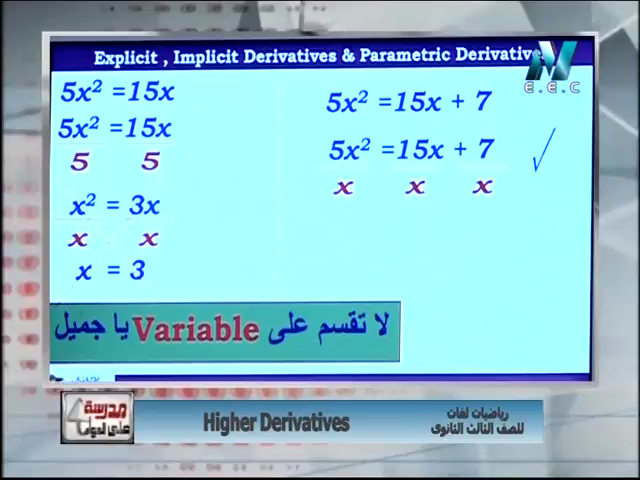 Explicit , Implicit Derivatives & Parametric Derivative
E.E.C
5x² =15x
5x² =15x
5 5
x² = 3x
x x
x = 3
5x² =15x + 7
5x² =15x + 7
x x x
لا تقسم على Variable يا جميل
مدرسة
على الهواء
Higher Derivatives
رياضيات لغات
للصف الثالث الثانوى